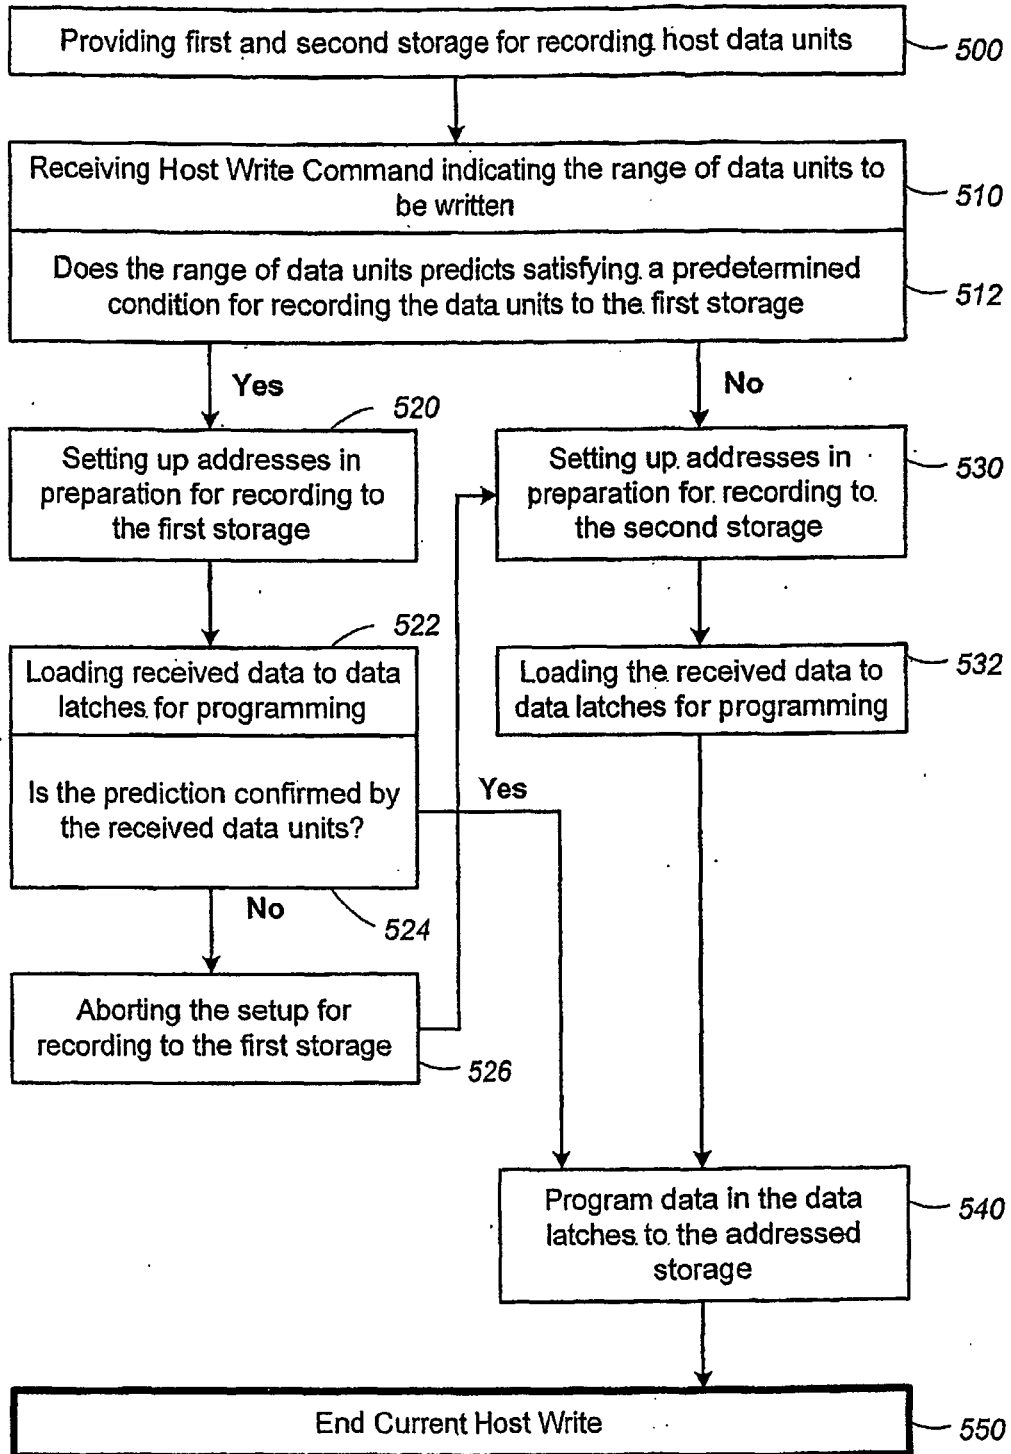 Providing first and second storage for recording host data units
500
Receiving Host Write Command indicating the range of data units to
be written
510
Does the range of data units predicts satisfying a predetermined
condition for recording the data units to the first storage
512
Yes
No
520
Setting up addresses in
preparation for recording to
the first storage
Setting up addresses in
preparation for recording to
the second storage
530
522
Loading received data to data
latches for programming
Loading the received data to
data latches for programming
532
Is the prediction confirmed by
the received data units?
Yes
No
524
Aborting the setup for
recording to the first storage
526
Program data in the data
latches to the addressed
storage
540
End Current Host Write
550